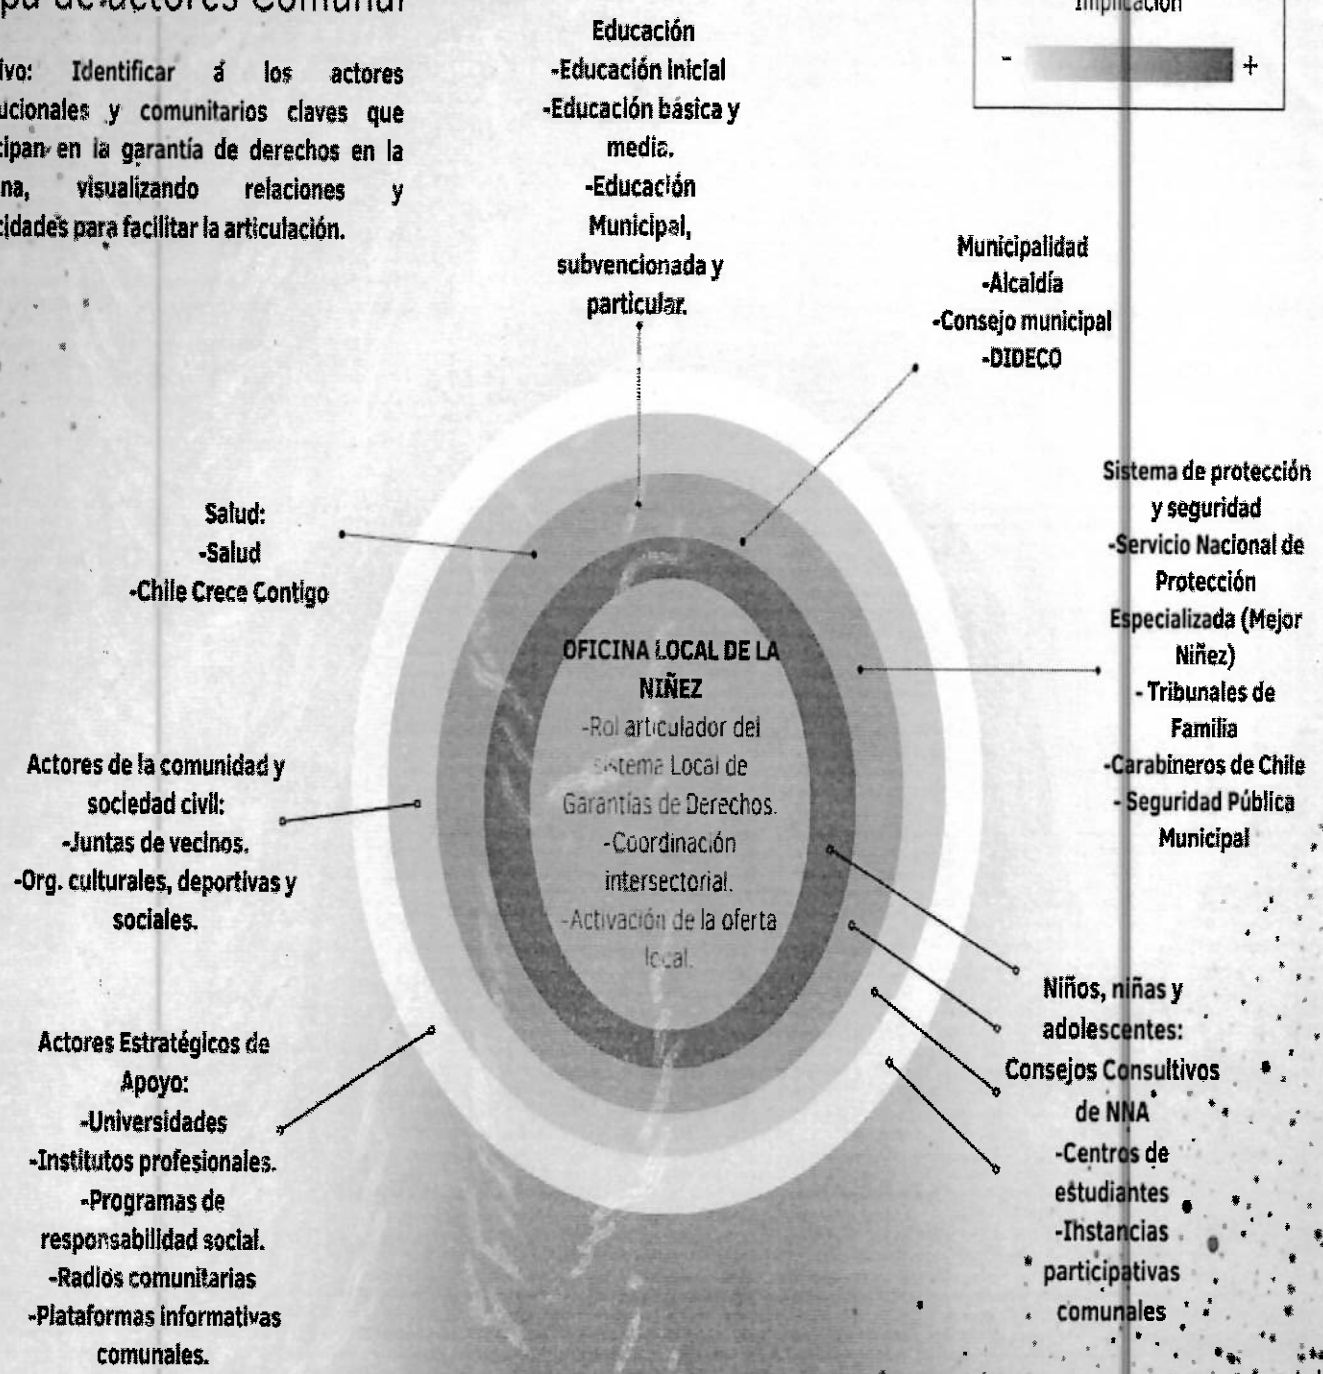 de actores Comunal
Identificar a los actores
y comunitarios claves que
en la garantía de derechos en la
visualizando relaciones y
para facilitar la articulación.
Implicación
- +
Educación
-Educación inicial
-Educación básica y
media.
-Educación
Municipal,
subvencionada y
particular.
Municipalidad
-Alcaldía
-Consejo municipal
-DIDECO
Sistema de protección
y seguridad
-Servicio Nacional de
Protección
Especializada (Mejor
Niñez)
- Tribunales de
Familia
-Carabineros de Chile
- Seguridad Pública
Municipal
Salud:
-Salud
-Chile Crece Contigo
OFICINA LOCAL DE LA
NIÑEZ
-Rol articulador del
sistema Local de
Garantías de Derechos.
-Coordinación
intersectorial.
-Activación de la oferta
local.
Actores de la comunidad y
sociedad civil:
-Juntas de vecinos.
-Org. culturales, deportivas y
sociales.
Niños, niñas y
adolescentes:
Consejos Consultivos
de NNA
-Centros de
estudiantes
-Instancias
participativas
comunales
Actores Estratégicos de
Apoyo:
-Universidades
-Institutos profesionales.
-Programas de
responsabilidad social.
-Radios comunitarias
-Plataformas informativas
comunales.